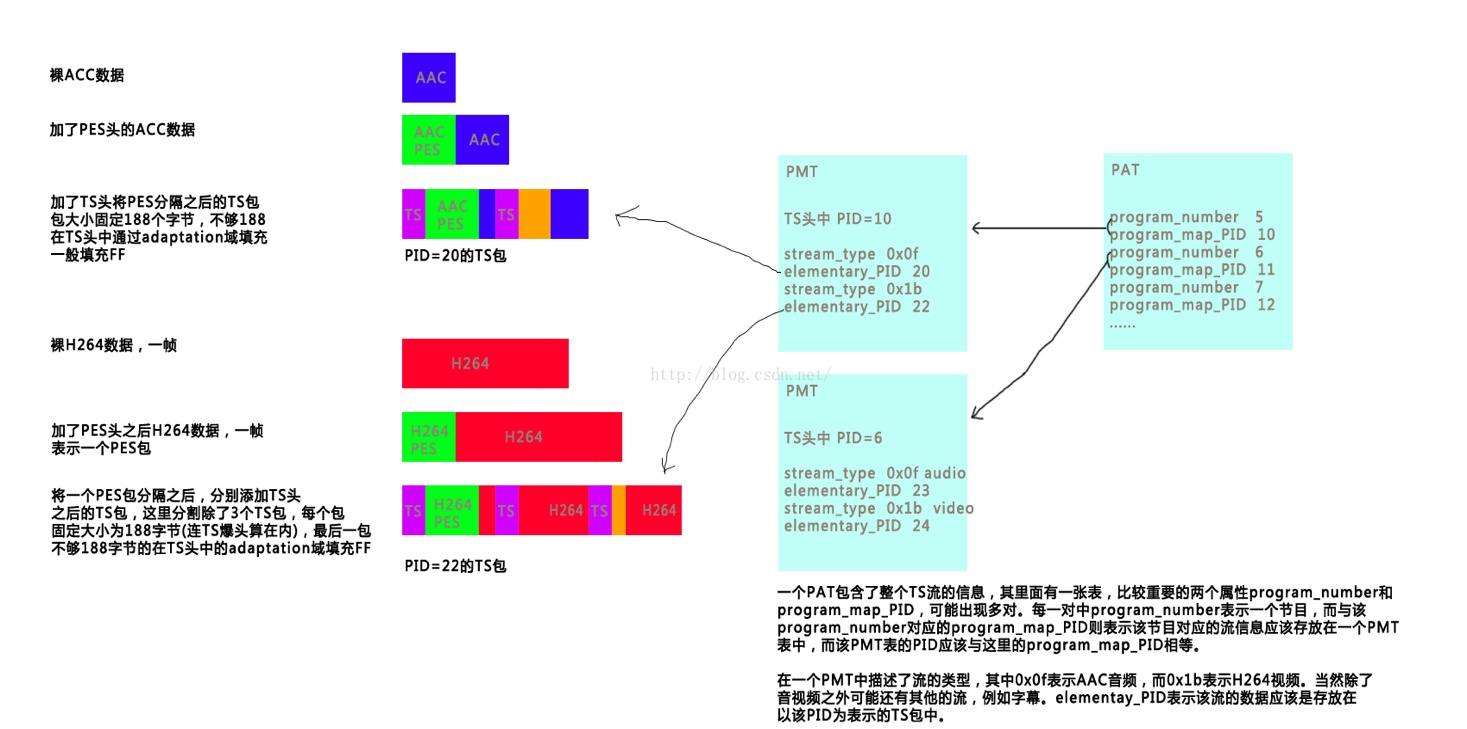 裸ACC数据
AAC
加了PES头的ACC数据
AAC
PES
AAC
加了TS头将PES分隔之后的TS包
包大小固定188个字节，不够188
在TS头中通过adaptation域填充
一般填充FF
TS
AAC
PES
TS
PID=20的TS包
裸H264数据，一帧
H264
加了PES头之后H264数据，一帧
表示一个PES包
H264
PES
H264
将一个PES包分隔之后，分别添加TS头
之后的TS包，这里分割除了3个TS包，每个包
固定大小为188字节(连TS爆头算在内)，最后一包
不够188字节的在TS头中的adaptation域填充FF
TS
H264
PES
TS
H264
TS
H264
PID=22的TS包
PMT
TS头中 PID=10
stream_type 0x0f
elementary_PID 20
stream_type 0x1b
elementary_PID 22
PAT
program_number 5
program_map_PID 10
program_number 6
program_map_PID 11
program_number 7
program_map_PID 12
......
http://blog.csdn.net/
PMT
TS头中 PID=6
stream_type 0x0f audio
elementary_PID 23
stream_type 0x1b video
elementary_PID 24
一个PAT包含了整个TS流的信息，其里面有一张表，比较重要的两个属性program_number和
program_map_PID，可能出现多对。每一对中program_number表示一个节目，而与该
program_number对应的program_map_PID则表示该节目对应的流信息应该存放在一个PMT
表中，而该PMT表的PID应该与这里的program_map_PID相等。
在一个PMT中描述了流的类型，其中0x0f表示AAC音频，而0x1b表示H264视频。当然除了
音视频之外可能还有其他的流，例如字幕。elementay_PID表示该流的数据应该是存放在
以该PID为表示的TS包中。